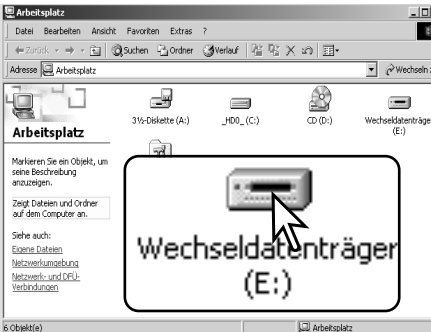 Arbeitsplatz
Datei Bearbeiten Ansicht Favoriten Extras ?
Zurück Suchen Ordner Verlauf
Adresse Arbeitsplatz Wechseln
Arbeitsplatz
Markieren Sie ein Objekt, um
seine Beschreibung
anzuzeigen.
Zeigt Dateien und Ordner
auf dem Computer an.
Siehe auch:
Eigene Dateien
Netzwerkumgebung
Netzwerk- und DFÜ-
Verbindungen
3½-Diskette (A:) _HD0_ (C:) CD (D:) Wechseldatenträge
(E:)
Wechseldatenträger
(E:)
6 Objekt(e) Arbeitsplatz